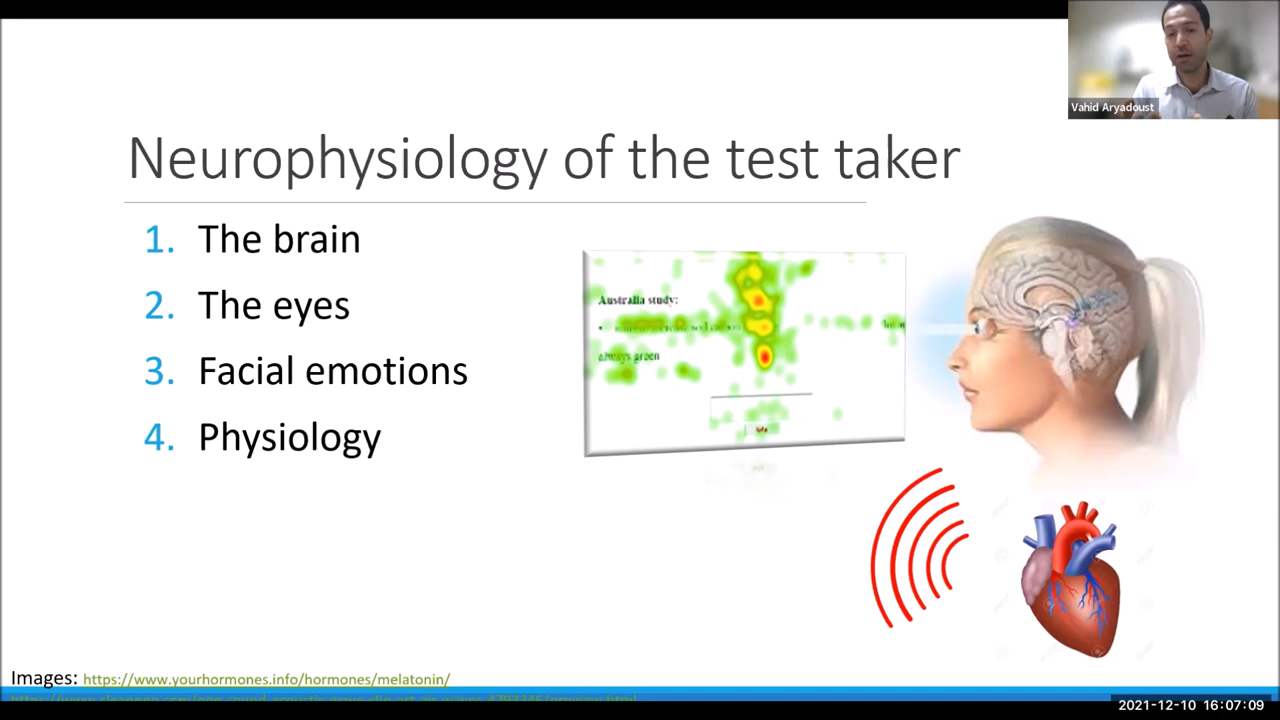 Vahid Aryadoust
Neurophysiology of the test taker
1. The brain
2. The eyes
3. Facial emotions
4. Physiology
Australia study:
always green
Images: https://www.yourhormones.info/hormones/melatonin/
2021-12-10 16:07:09